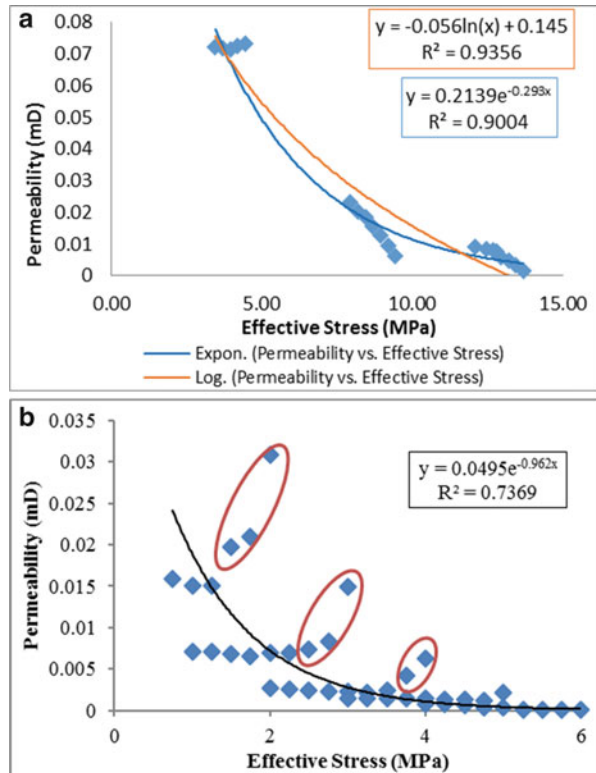 a
0.08
0.07
0.06
0.05
0.04
0.03
0.02
0.01
0
Permeability (mD)
y = -0.056ln(x) + 0.145
R² = 0.9356
y = 0.2139e^-0.293x
R² = 0.9004
0.00 5.00 10.00 15.00
Effective Stress (MPa)
Expon. (Permeability vs. Effective Stress)
Log. (Permeability vs. Effective Stress)
b
0.035
0.03
0.025
0.02
0.015
0.01
0.005
0
Permeability (mD)
y = 0.0495e^-0.962x
R² = 0.7369
0 2 4 6
Effective Stress (MPa)